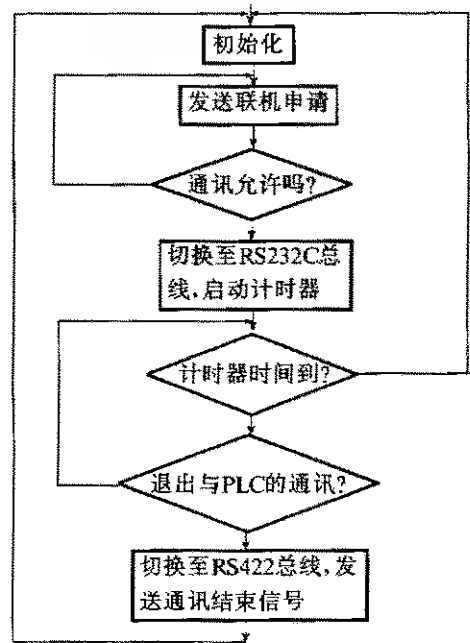 初始化
发送联机申请
通讯允许吗?
切换至RS232C总
线,启动计时器
计时器时间到?
退出与PLC的通讯?
切换至RS422总线,发
送通讯结束信号